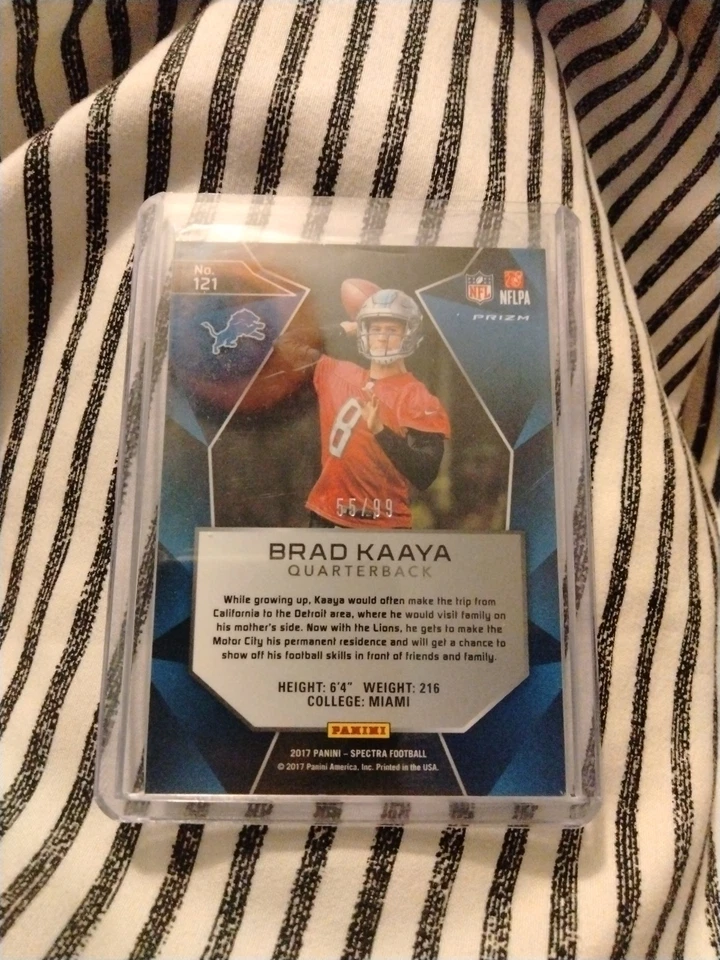 No.
121
NFL
NFLPA
PRIZM
8
55/99
BRAD KAAYA
QUARTERBACK
While growing up, Kaaya would often make the trip from
California to the Detroit area, where he would visit family on
his mother's side. Now with the Lions, he gets to make the
Motor City his permanent residence and will get a chance to
show off his football skills in front of friends and family.
HEIGHT: 6'4" WEIGHT: 216
COLLEGE: MIAMI
PANINI
2017 PANINI – SPECTRA FOOTBALL
© 2017 Panini America, Inc. Printed in the USA.